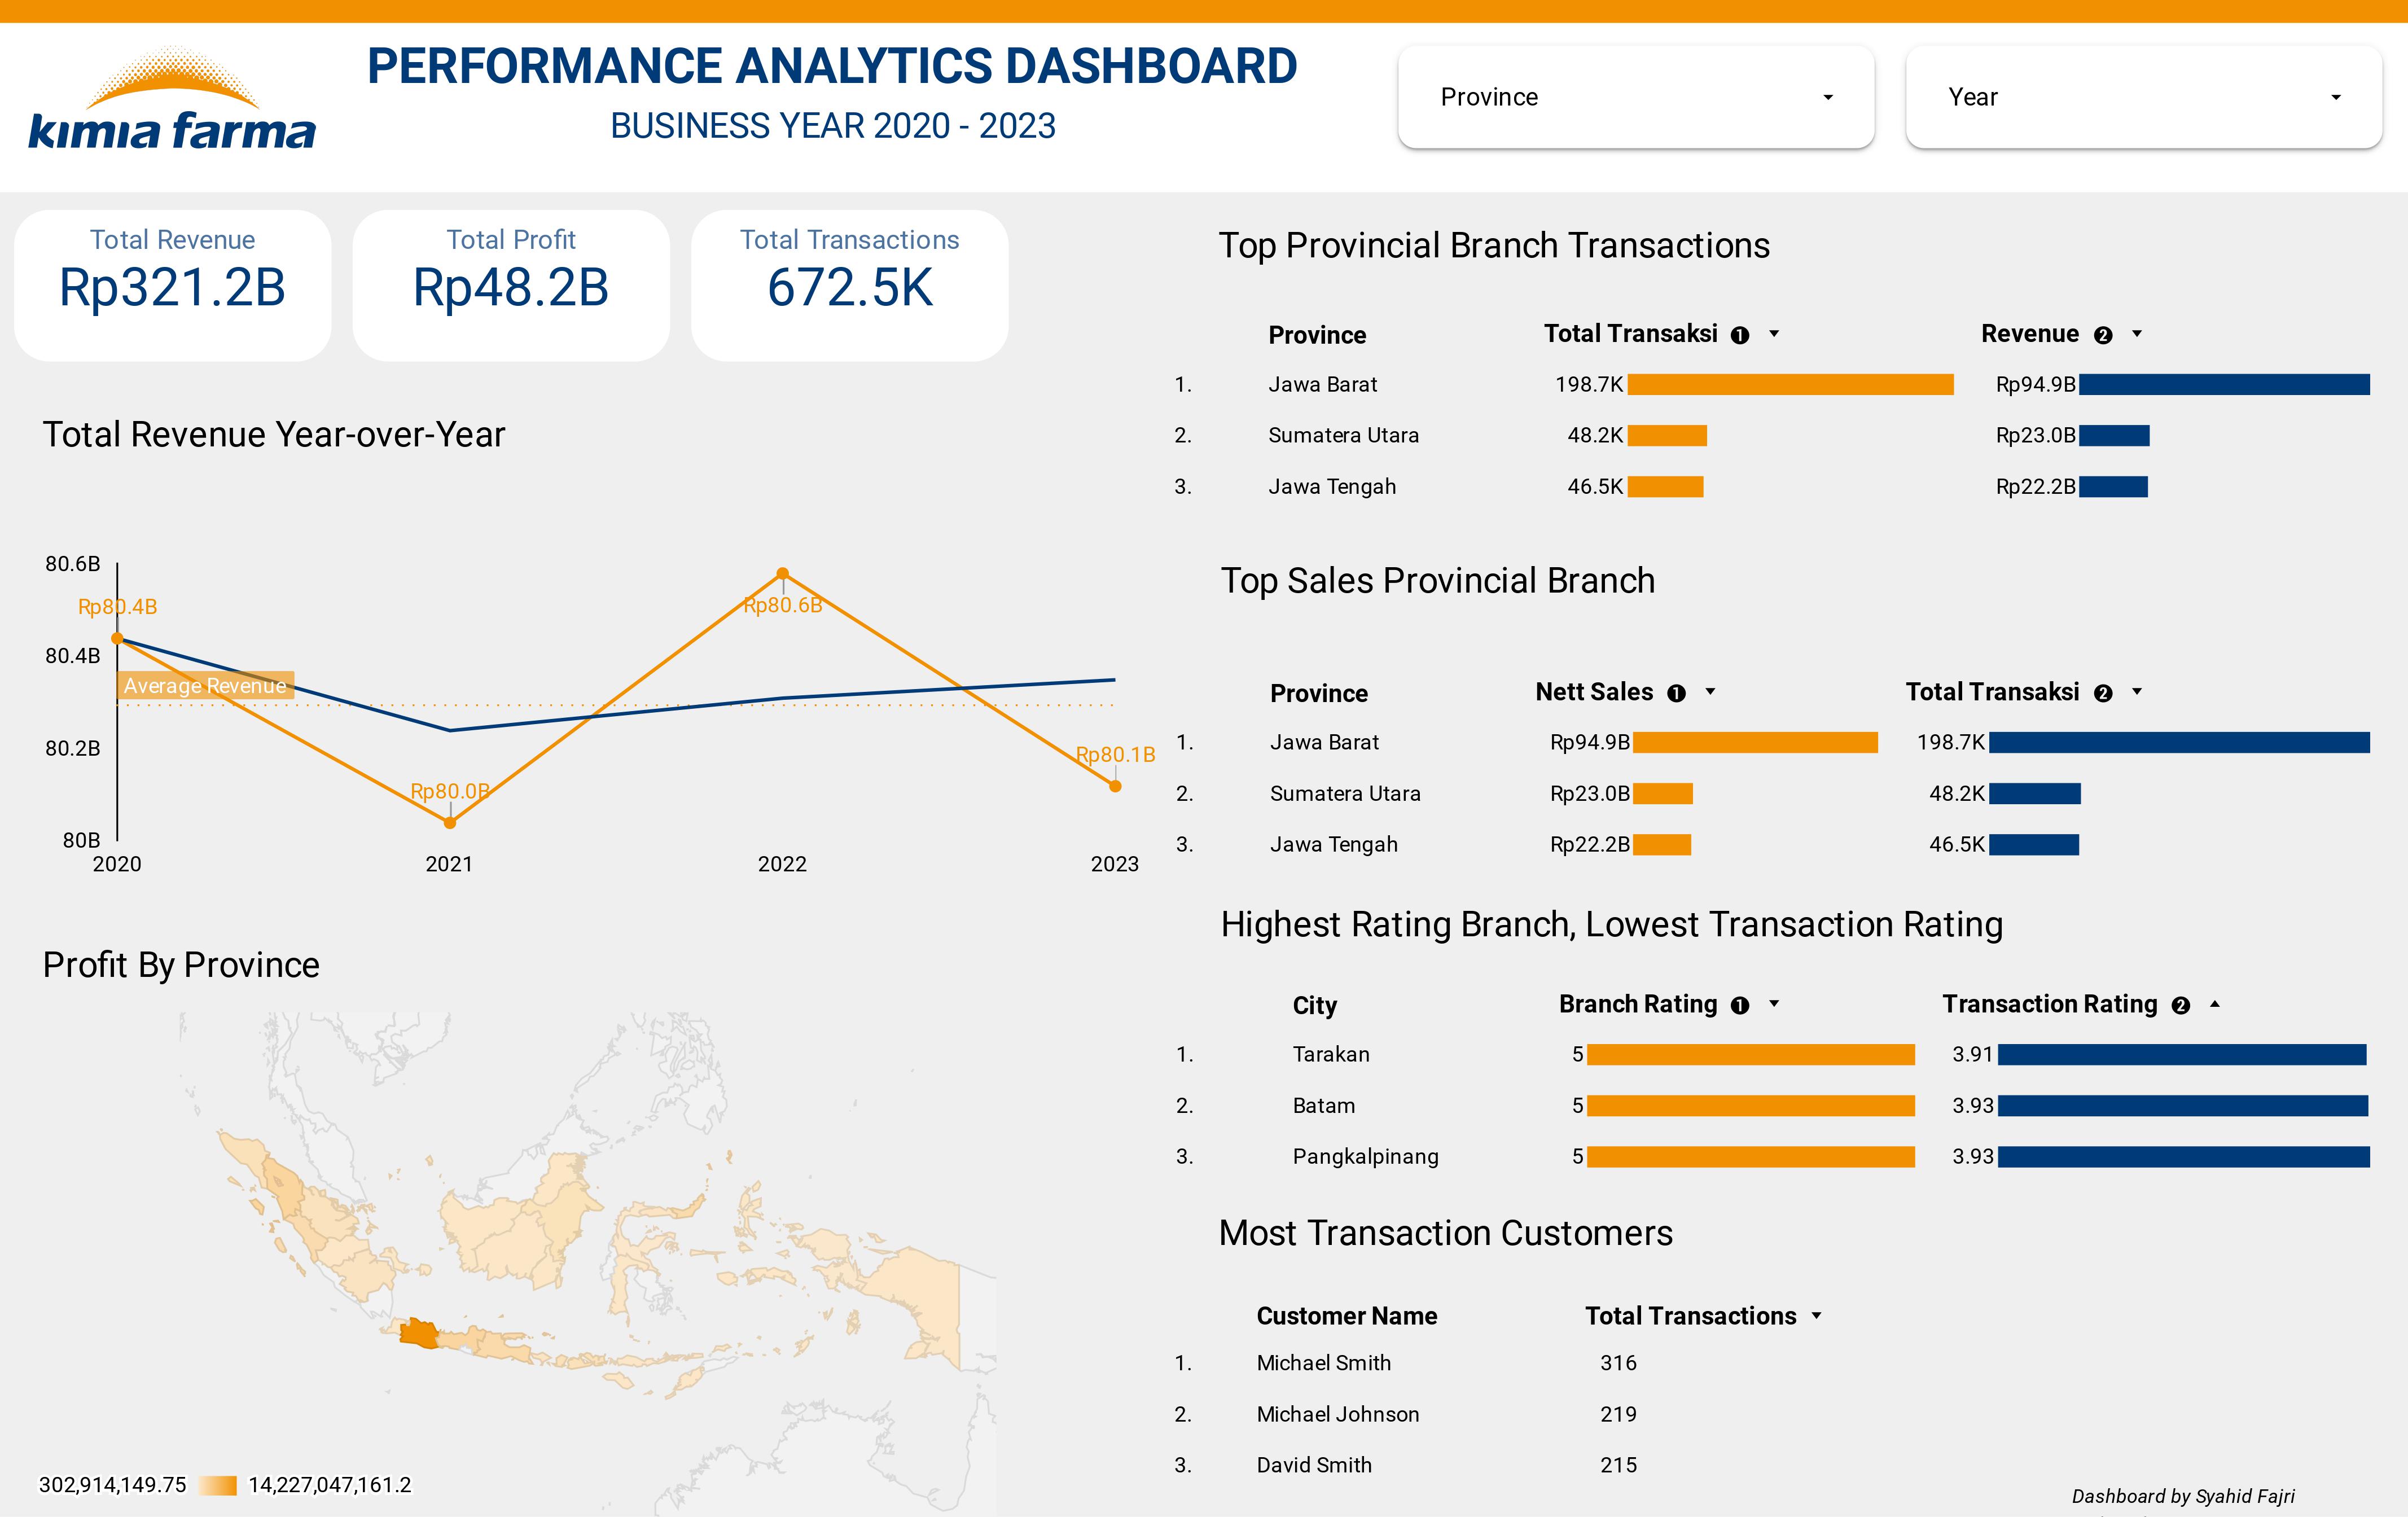 kimia farma
PERFORMANCE ANALYTICS DASHBOARD
BUSINESS YEAR 2020 - 2023
Province
Year
Total Revenue
Rp321.2B
Total Profit
Rp48.2B
Total Transactions
672.5K
Total Revenue Year-over-Year
80.6B
80.4B
80.2B
80B
Rp80.4B
Rp80.0B
Rp80.6B
Rp80.1B
Average Revenue
2020 2021 2022 2023
Profit By Province
302,914,149.75 14,227,047,161.2
Top Provincial Branch Transactions
Province Total Transaksi 1 Revenue 2
1. Jawa Barat 198.7K Rp94.9B
2. Sumatera Utara 48.2K Rp23.0B
3. Jawa Tengah 46.5K Rp22.2B
Top Sales Provincial Branch
Province Nett Sales 1 Total Transaksi 2
1. Jawa Barat Rp94.9B 198.7K
2. Sumatera Utara Rp23.0B 48.2K
3. Jawa Tengah Rp22.2B 46.5K
Highest Rating Branch, Lowest Transaction Rating
City Branch Rating 1 Transaction Rating 2
1. Tarakan 5 3.91
2. Batam 5 3.93
3. Pangkalpinang 5 3.93
Most Transaction Customers
Customer Name Total Transactions
1. Michael Smith 316
2. Michael Johnson 219
3. David Smith 215
Dashboard by Syahid Fajri